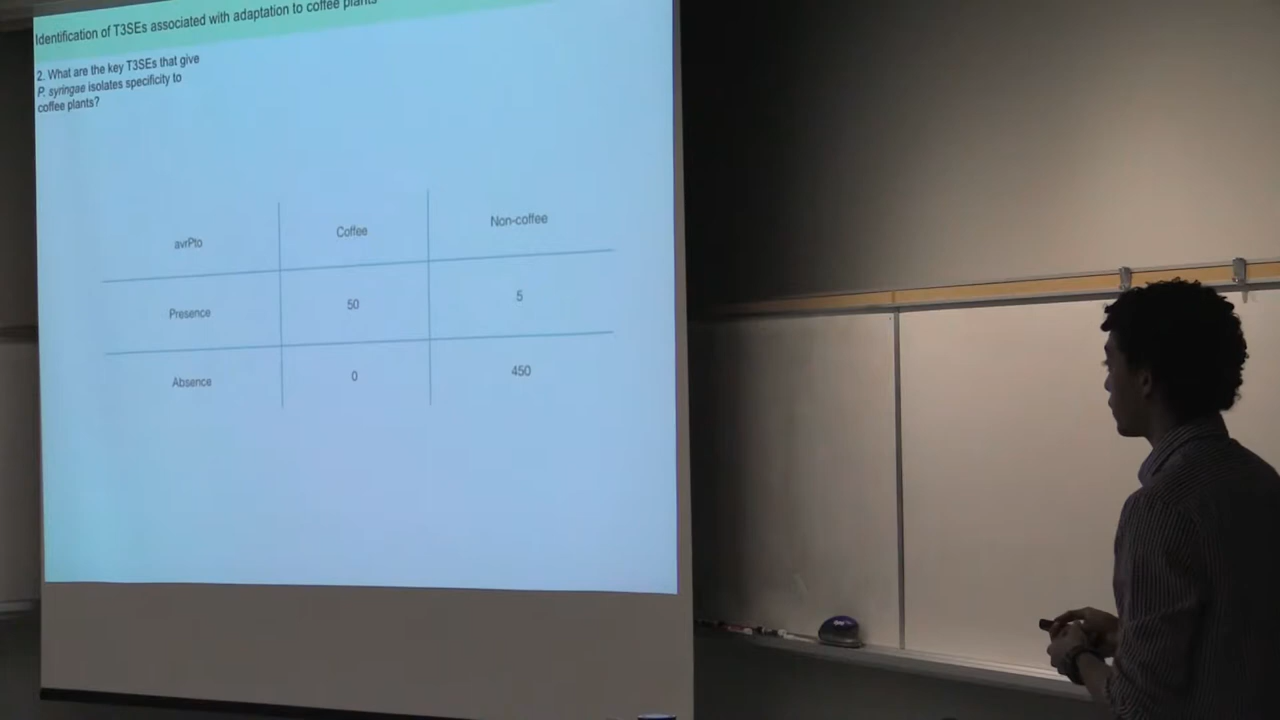 Identification of T3SEs associated with adaptation to coffee plants
2. What are the key T3SEs that give
P. syringae isolates specificity to
coffee plants?
avrPto Coffee Non-coffee
Presence 50 5
Absence 0 450